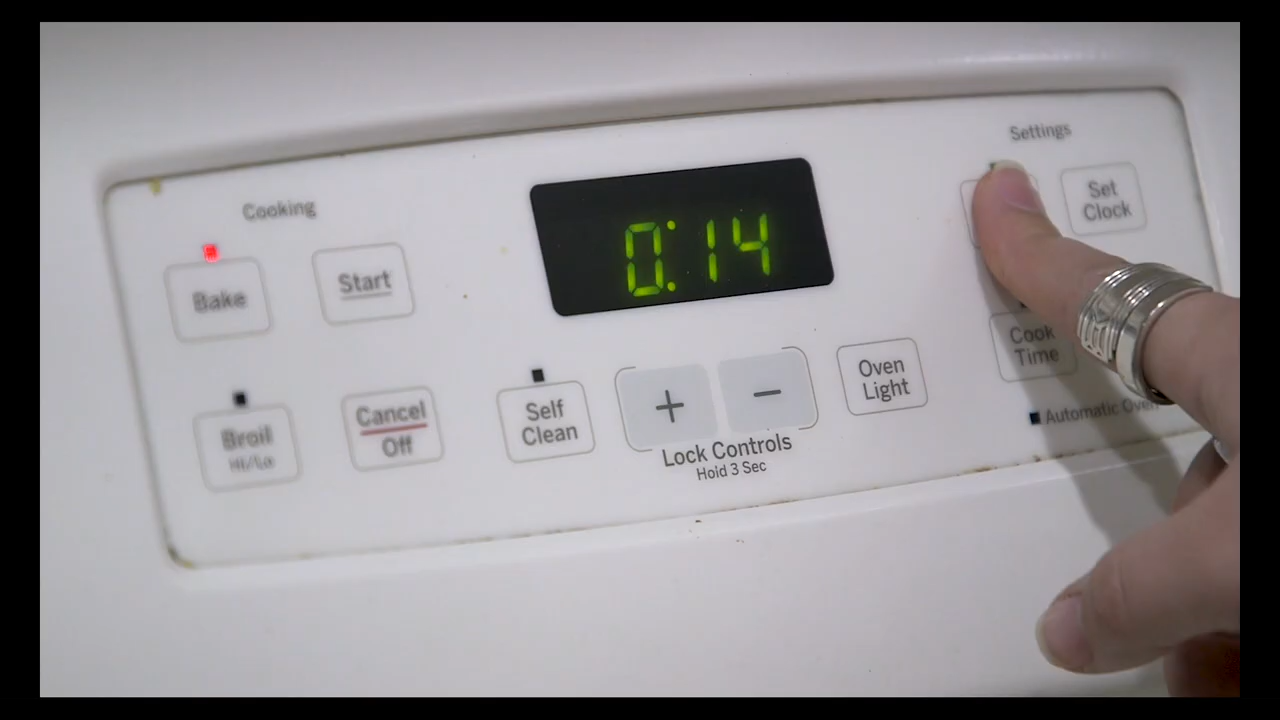 Settings
Cooking
Set
Clock
0:14
Bake
Start
Cook
Time
Oven
Light
Self
Clean
+
−
Cancel
Off
Broil
Hi/Lo
Automatic Oven
Lock Controls
Hold 3 Sec